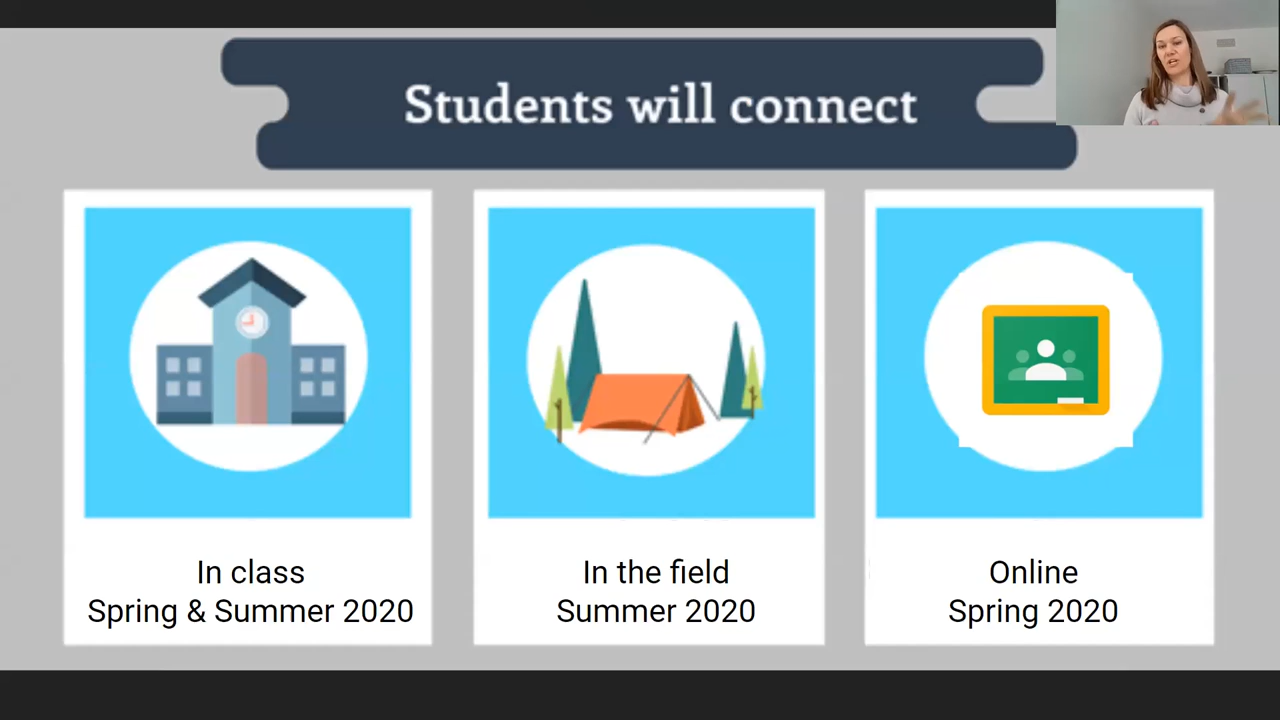 Students will connect
In class
Spring & Summer 2020
In the field
Summer 2020
Online
Spring 2020